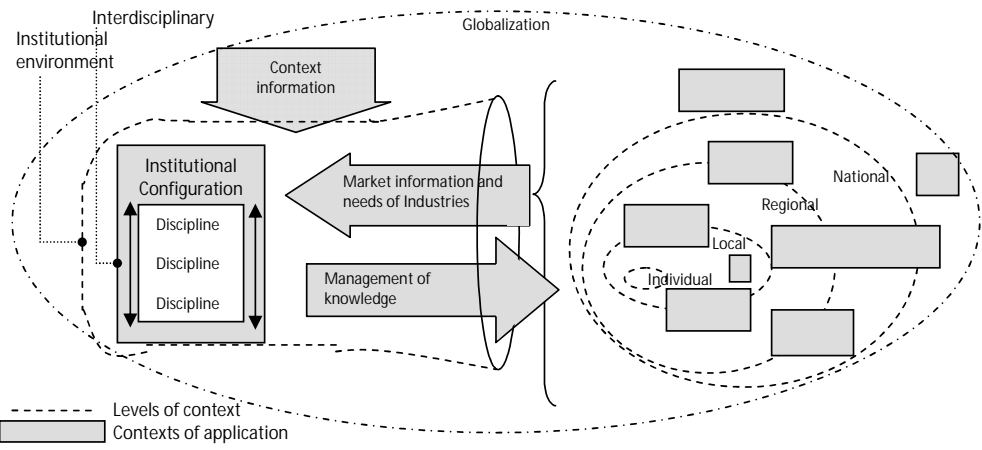 Interdisciplinary
Globalization
Institutional
environment
Context
information
Institutional
Configuration
Discipline
Discipline
Discipline
Market information and
needs of Industries
Management of
knowledge
National
Regional
Local
Individual
Levels of context
Contexts of application